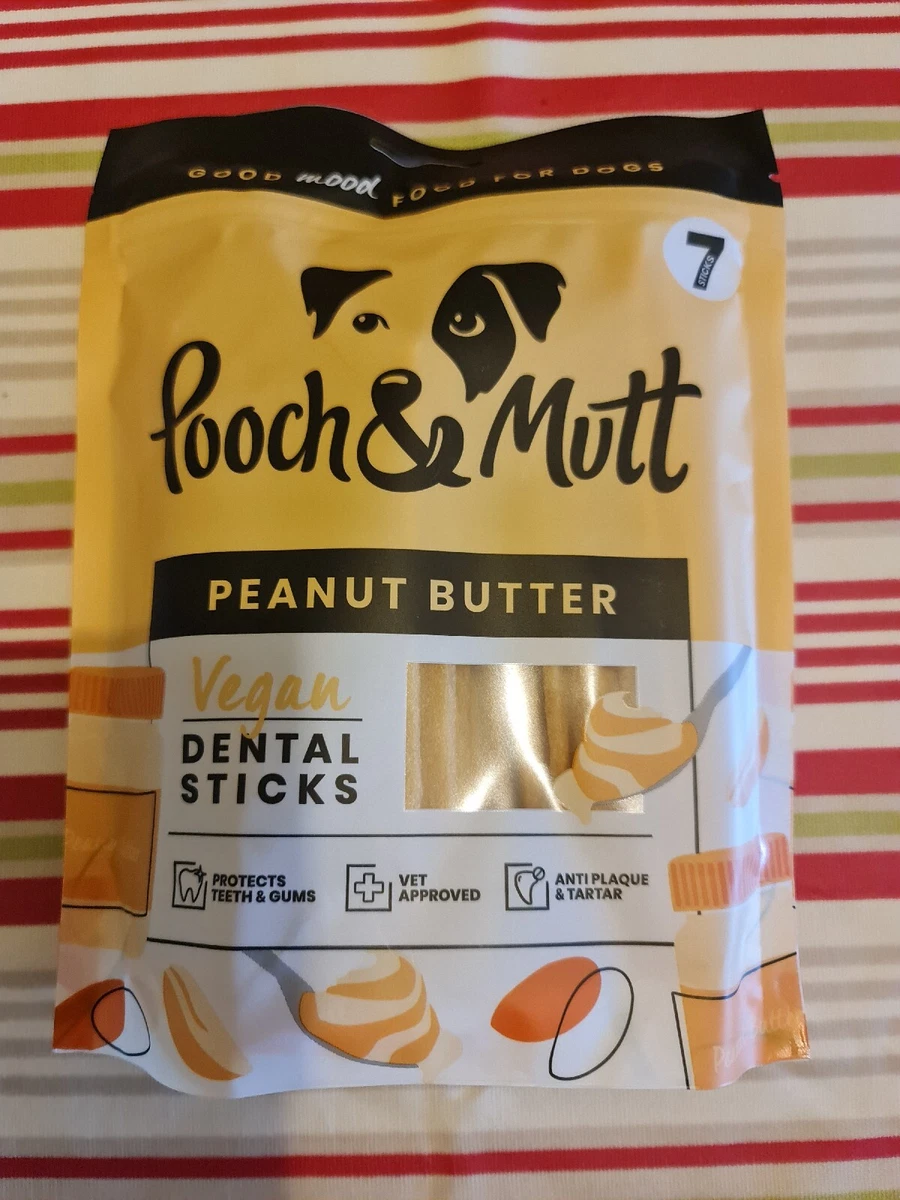 GOOD mood FOOD FOR DOGS
7
STICKS
Pooch & Mutt
PEANUT BUTTER
Vegan
DENTAL
STICKS
PROTECTS
TEETH & GUMS
VET
APPROVED
ANTI PLAQUE
& TARTAR